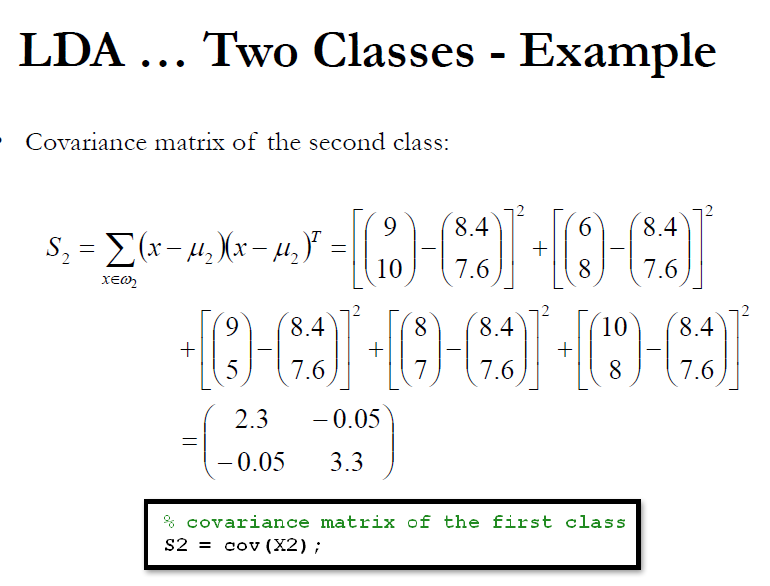 LDA … Two Classes - Example
• Covariance matrix of the second class:
S₂ = ∑_{x∈ω₂} (x − μ₂)(x − μ₂)ᵀ = [(9 10) − (8.4 7.6)]² + [(6 8) − (8.4 7.6)]²
+ [(9 5) − (8.4 7.6)]² + [(8 7) − (8.4 7.6)]² + [(10 8) − (8.4 7.6)]²
= (2.3 −0.05
−0.05 3.3)
% covariance matrix of the first class
S2 = cov(X2);